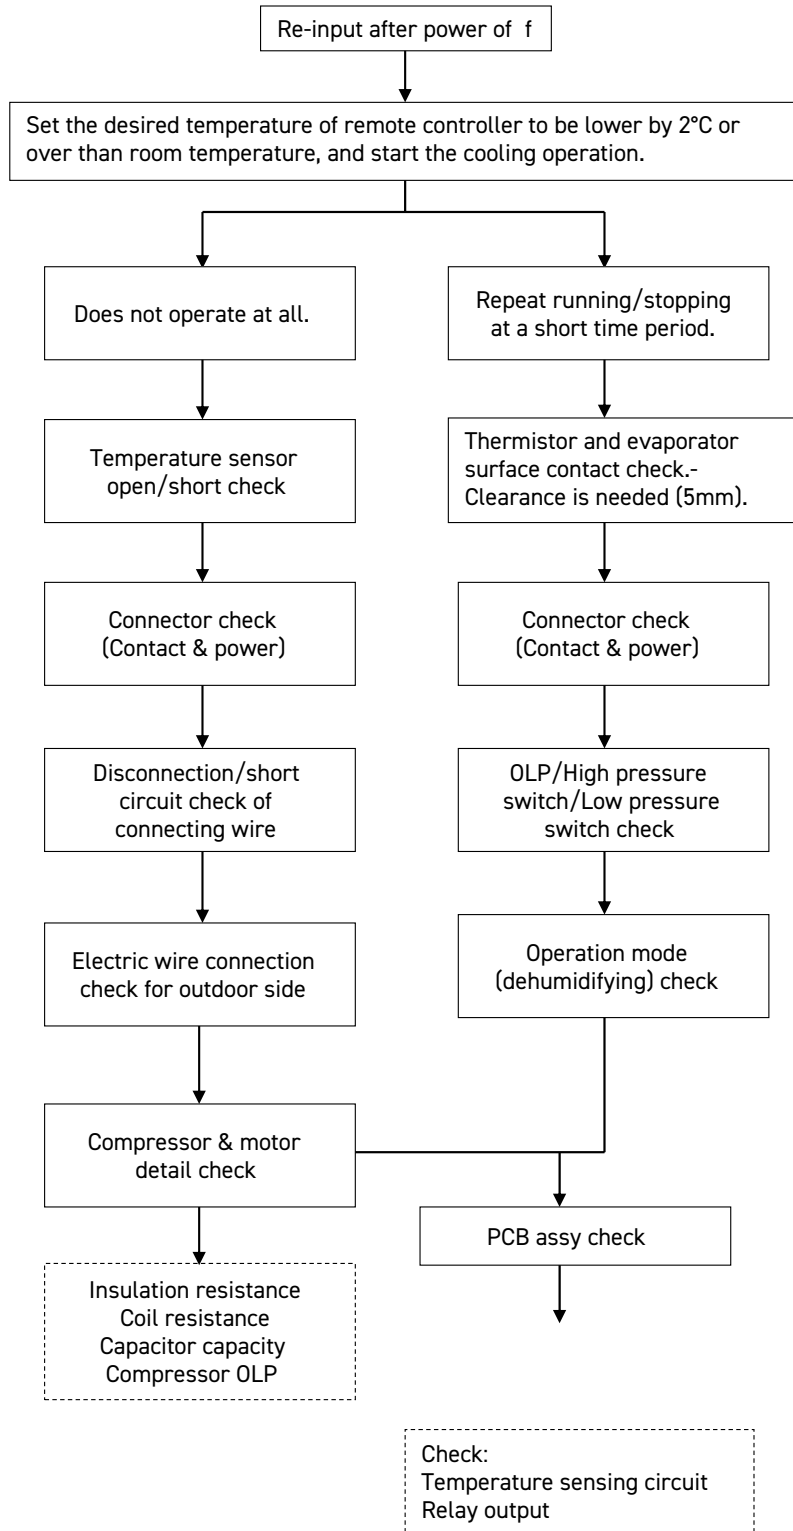 Re-input after power of f
Set the desired temperature of remote controller to be lower by 2°C or
over than room temperature, and start the cooling operation.
Does not operate at all.
Temperature sensor
open/short check
Connector check
(Contact & power)
Disconnection/short
circuit check of
connecting wire
Electric wire connection
check for outdoor side
Compressor & motor
detail check
Insulation resistance
Coil resistance
Capacitor capacity
Compressor OLP
Repeat running/stopping
at a short time period.
Thermistor and evaporator
surface contact check.-
Clearance is needed (5mm).
Connector check
(Contact & power)
OLP/High pressure
switch/Low pressure
switch check
Operation mode
(dehumidifying) check
PCB assy check
Check:
Temperature sensing circuit
Relay output